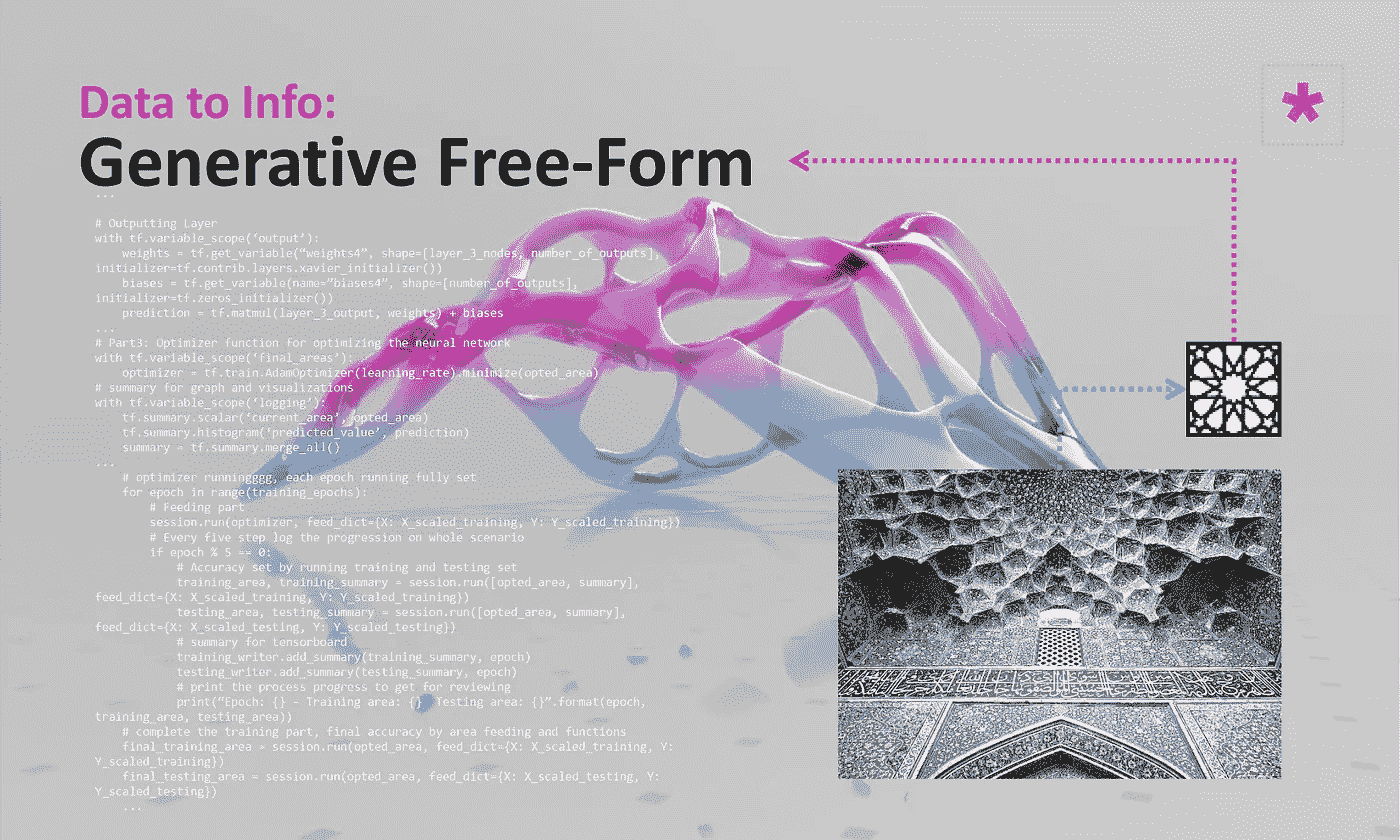 Data to Info:
Generative Free-Form
...
# Outputting Layer
with tf.variable_scope(‘output’):
weights = tf.get_variable(“weights4”, shape=[layer_3_nodes, number_of_outputs],
initializer=tf.contrib.layers.xavier_initializer())
biases = tf.get_variable(name=”biases4”, shape=[number_of_outputs],
initializer=tf.zeros_initializer())
prediction = tf.matmul(layer_3_output, weights) + biases
...
# Part3: Optimizer function for optimizing the neural network
with tf.variable_scope(‘final_areas’):
optimizer = tf.train.AdamOptimizer(learning_rate).minimize(opted_area)
# summary for graph and visualizations
with tf.variable_scope(‘logging’):
tf.summary.scalar(‘current_area’, opted_area)
tf.summary.histogram(‘predicted_value’, prediction)
summary = tf.summary.merge_all()
...
# optimizer runningggg, each epoch running fully set
for epoch in range(training_epochs):
# Feeding part
session.run(optimizer, feed_dict={X: X_scaled_training, Y: Y_scaled_training})
# Every five step log the progression on whole scenario
if epoch % 5 == 0:
# Accuracy set by running training and testing set
training_area, training_summary = session.run([opted_area, summary],
feed_dict={X: X_scaled_training, Y: Y_scaled_training})
testing_area, testing_summary = session.run([opted_area, summary],
feed_dict={X: X_scaled_testing, Y: Y_scaled_testing})
# summary for tensorboard
training_writer.add_summary(training_summary, epoch)
testing_writer.add_summary(testing_summary, epoch)
# print the process progress to get for reviewing
print(“Epoch: {} - Training area: {} Testing area: {}”.format(epoch,
training_area, testing_area))
# complete the training part, final accuracy by area feeding and functions
final_training_area = session.run(opted_area, feed_dict={X: X_scaled_training, Y:
Y_scaled_training})
final_testing_area = session.run(opted_area, feed_dict={X: X_scaled_testing, Y:
Y_scaled_testing})
...
*